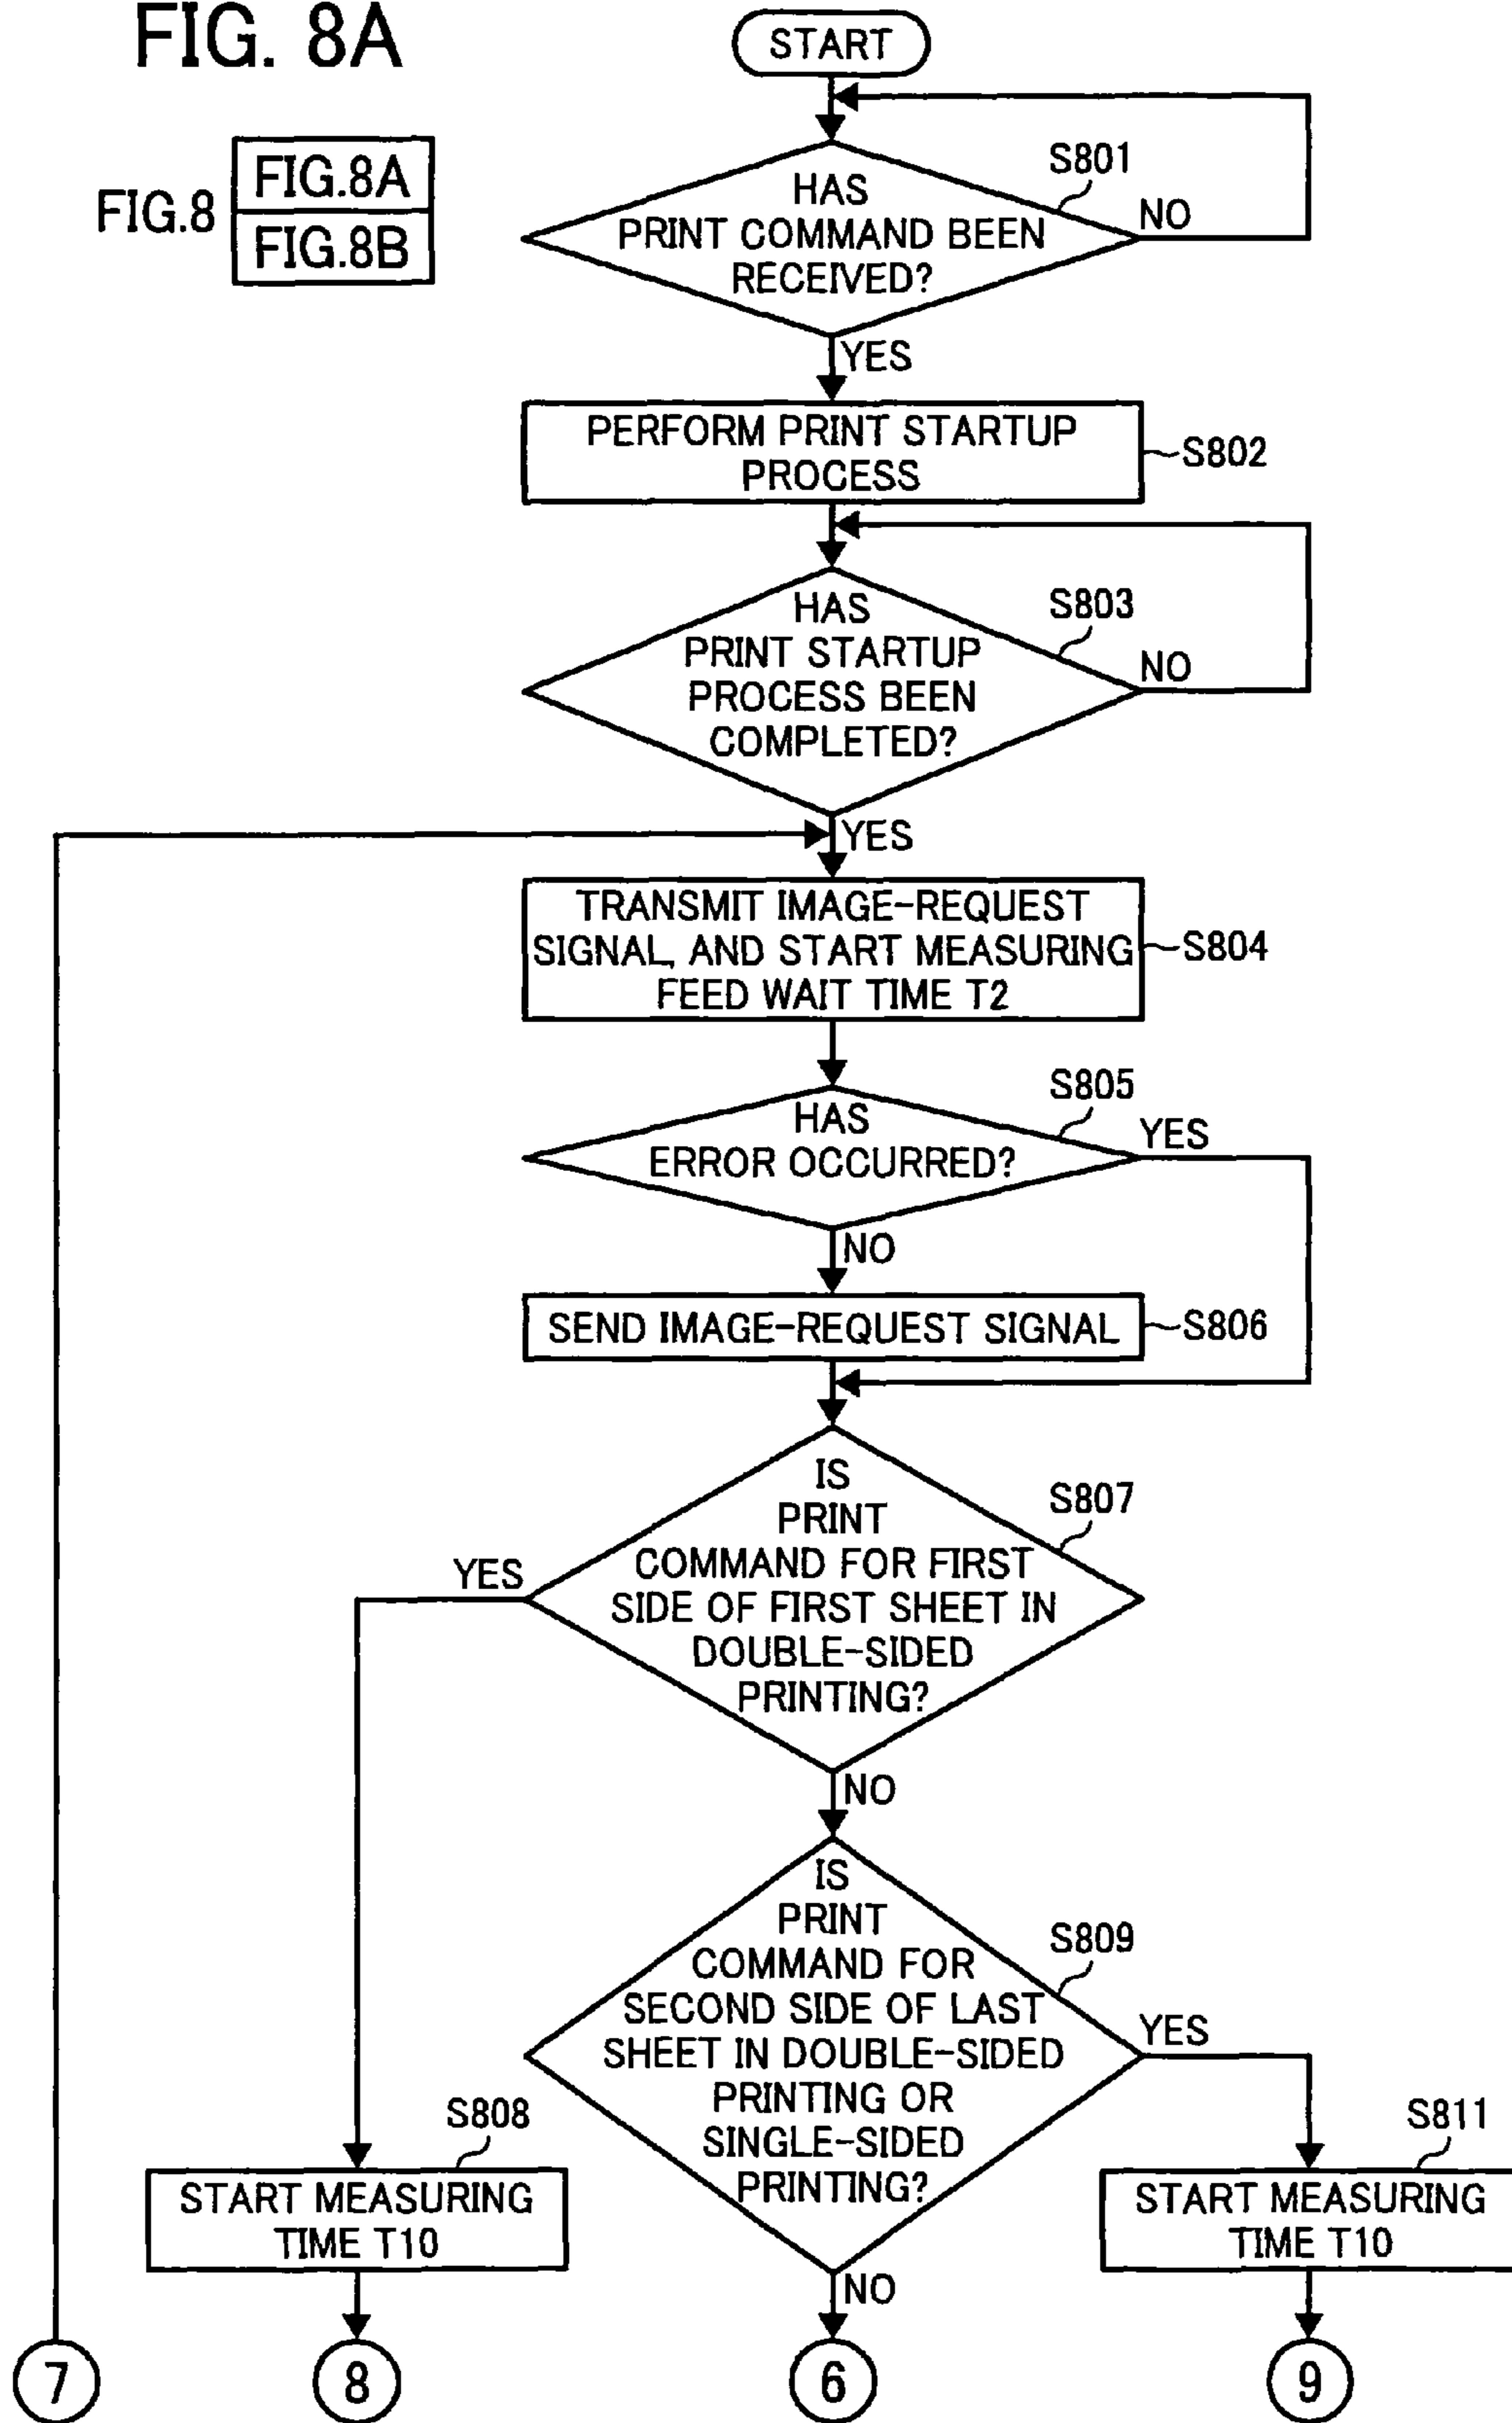 FIG. 8A
FIG.8
FIG.8A
FIG.8B
START
S801
HAS
PRINT COMMAND BEEN
RECEIVED?
NO
YES
PERFORM PRINT STARTUP
PROCESS
S802
S803
HAS
PRINT STARTUP
PROCESS BEEN
COMPLETED?
NO
YES
TRANSMIT IMAGE-REQUEST
SIGNAL, AND START MEASURING
FEED WAIT TIME T2
S804
S805
HAS
ERROR OCCURRED?
YES
NO
SEND IMAGE-REQUEST SIGNAL
S806
S807
IS
PRINT
COMMAND FOR FIRST
SIDE OF FIRST SHEET IN
DOUBLE-SIDED
PRINTING?
YES
NO
S809
IS
PRINT
COMMAND FOR
SECOND SIDE OF LAST
SHEET IN DOUBLE-SIDED
PRINTING OR
SINGLE-SIDED
PRINTING?
YES
NO
S808
START MEASURING
TIME T10
S811
START MEASURING
TIME T10
7
8
6
9